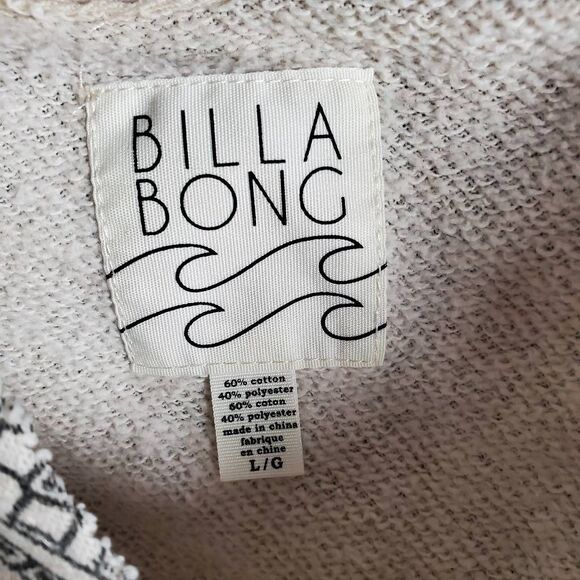 BILLA
BONG
60% cotton
40% polyester
60% coton
40% polyester
made in china
fabrique
en chine
L/G